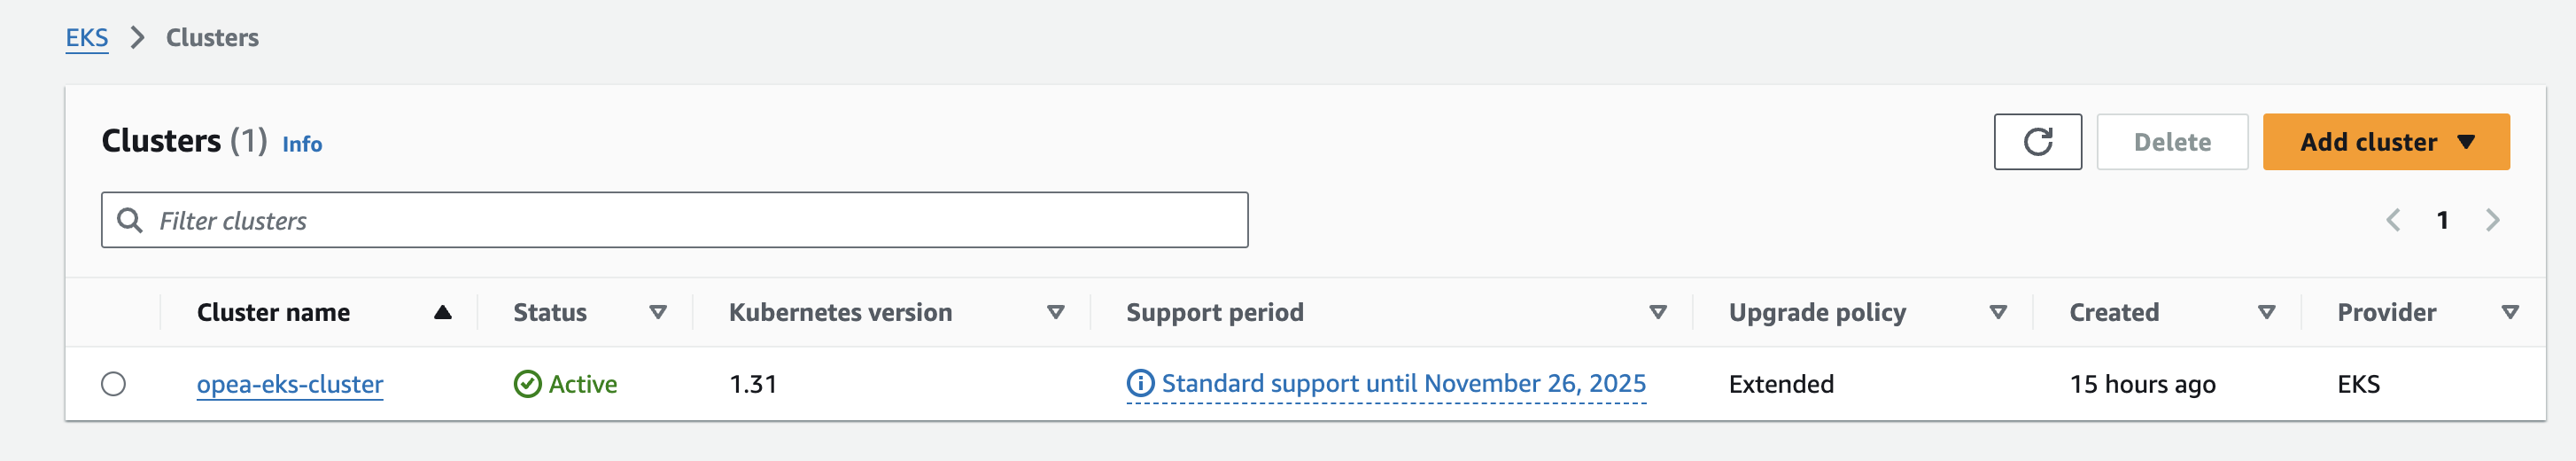 EKS > Clusters
Clusters (1) Info
Delete
Add cluster
Filter clusters
1
Cluster name Status Kubernetes version Support period Upgrade policy Created Provider
opea-eks-cluster Active 1.31 Standard support until November 26, 2025 Extended 15 hours ago EKS